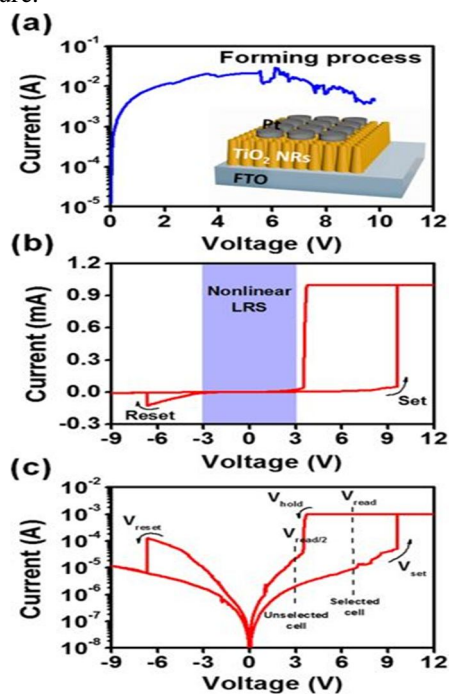 ure.
(a)
Forming process
10⁻¹
10⁻²
10⁻³
10⁻⁴
10⁻⁵
Current (A)
Pt
TiO₂ NRs
FTO
0 2 4 6 8 10 12
Voltage (V)
(b)
1.2
0.9
0.6
0.3
0.0
-0.3
Current (mA)
Nonlinear
LRS
Reset
Set
-9 -6 -3 0 3 6 9 12
Voltage (V)
(c)
10⁻²
10⁻³
10⁻⁴
10⁻⁵
10⁻⁶
10⁻⁷
10⁻⁸
Current (A)
Vreset
Vhold
Vread
Vread/2
Vset
Unselected
cell
Selected
cell
-9 -6 -3 0 3 6 9 12
Voltage (V)